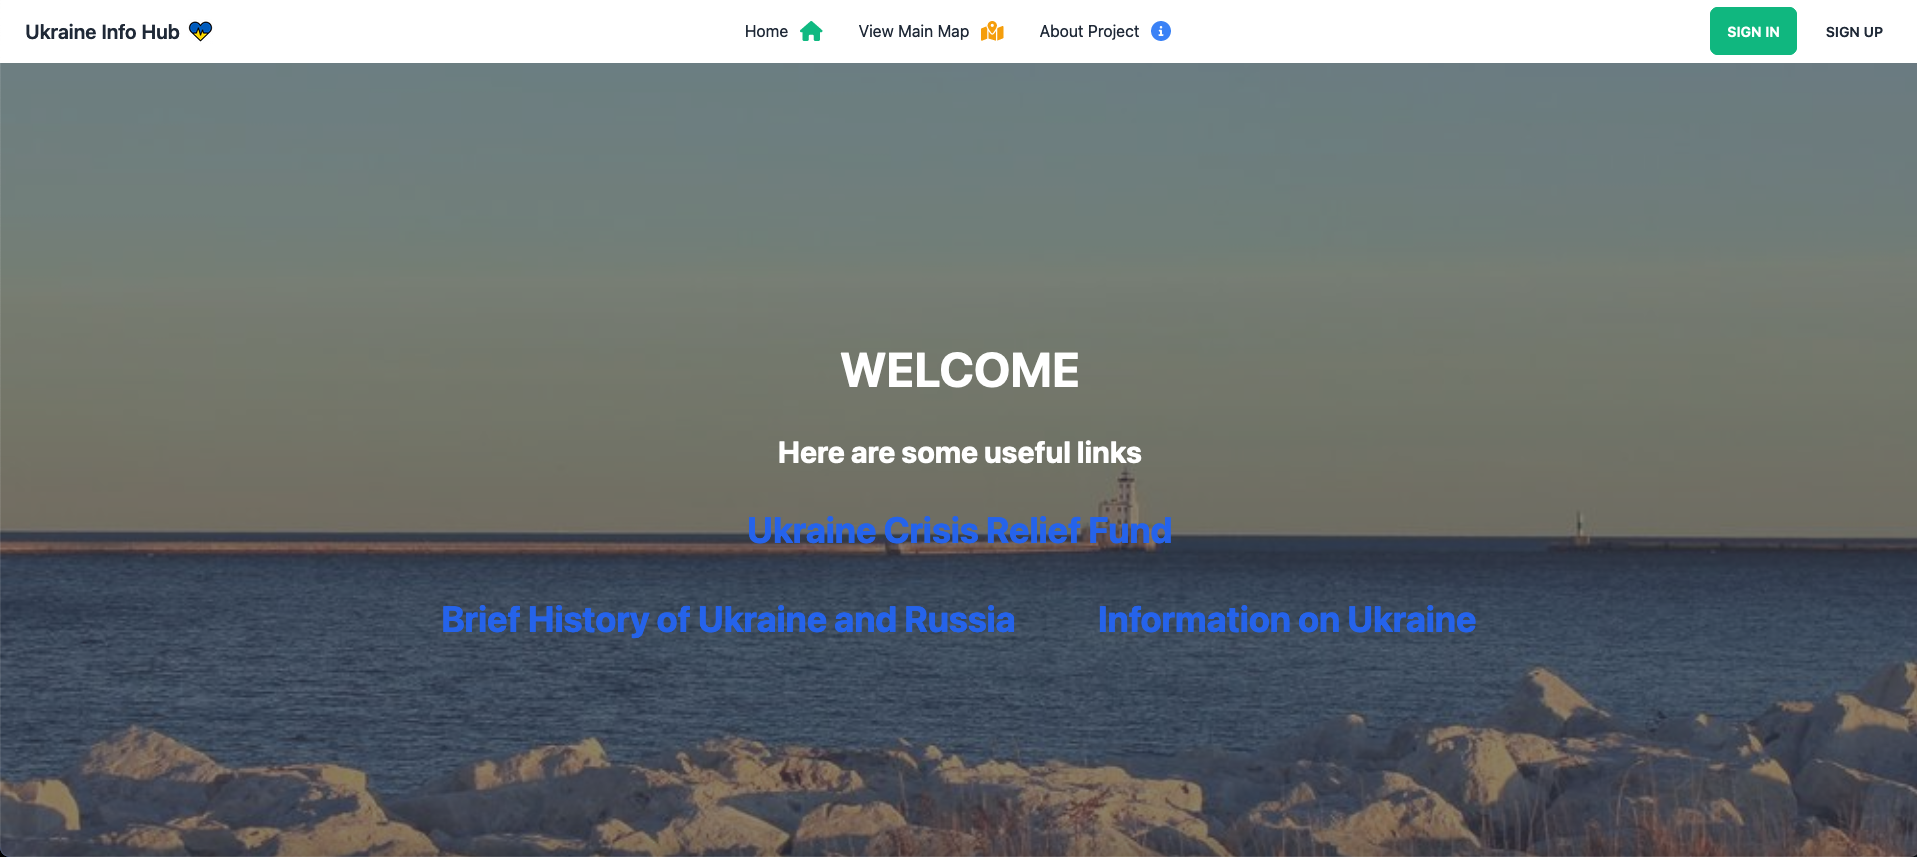 Ukraine Info Hub
Home
View Main Map
About Project
SIGN IN
SIGN UP
WELCOME
Here are some useful links
Ukraine Crisis Relief Fund
Brief History of Ukraine and Russia
Information on Ukraine